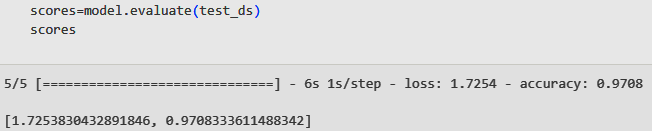 scores=model.evaluate(test_ds)
scores
5/5 [==============================] - 6s 1s/step - loss: 1.7254 - accuracy: 0.9708
[1.7253830432891846, 0.9708333611488342]